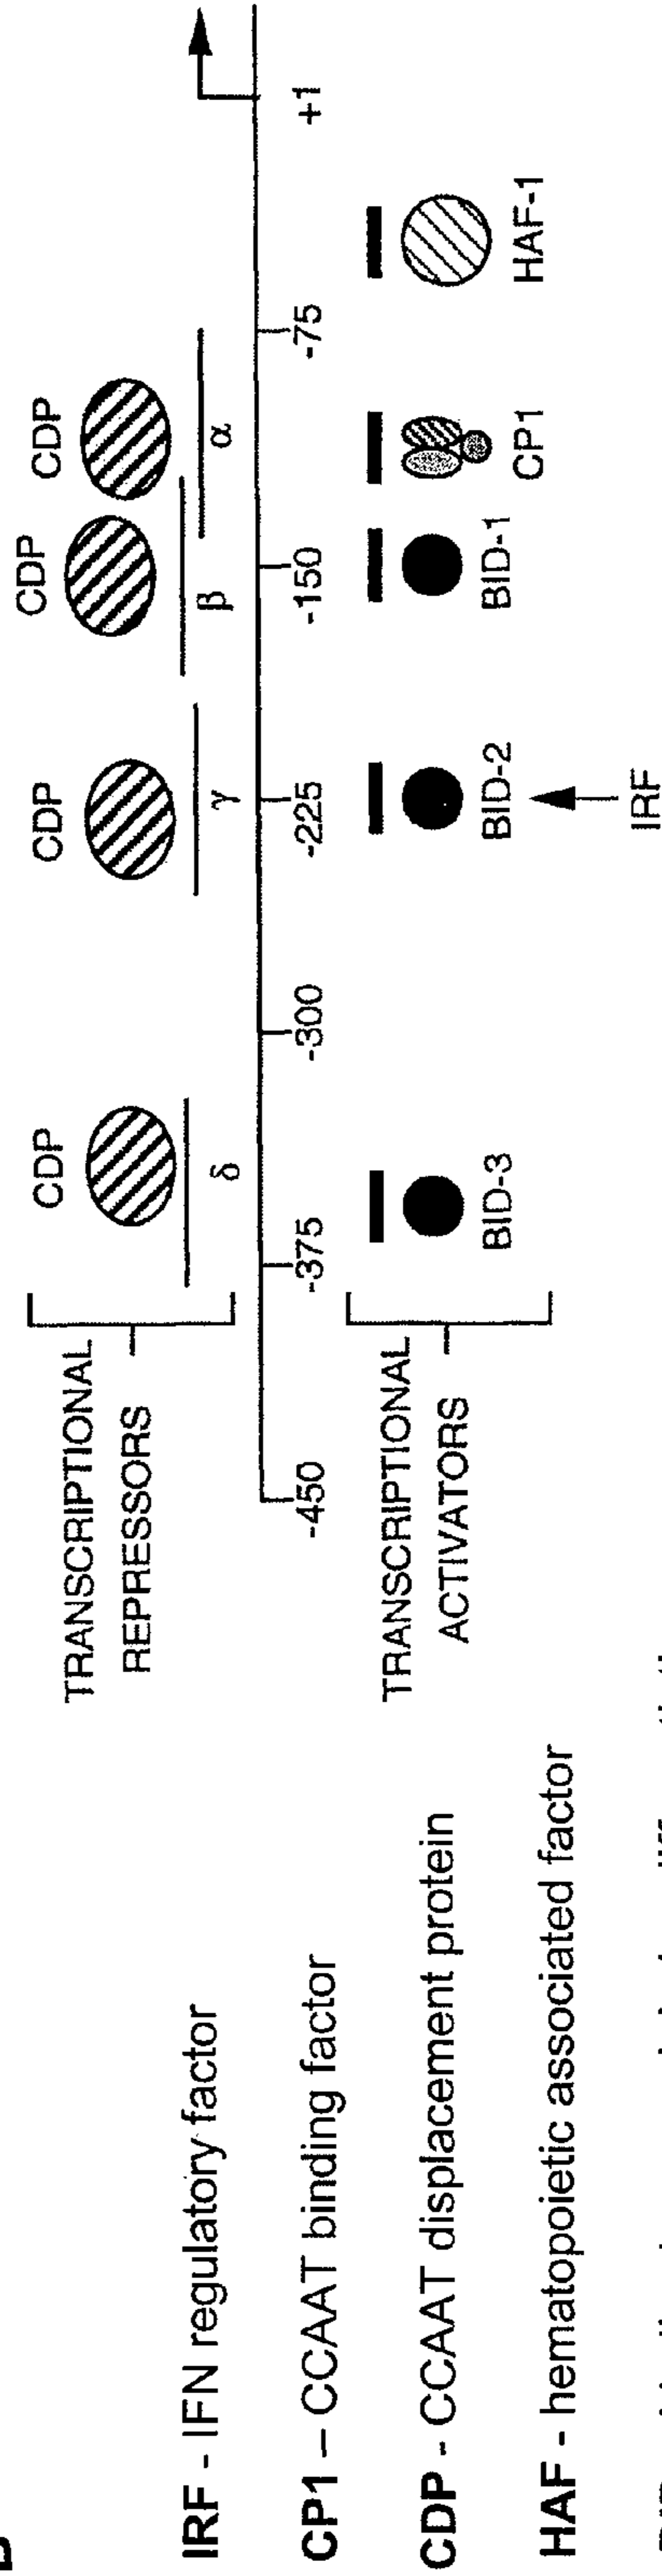 B
IRF - IFN regulatory factor
CP1 – CCAAT binding factor
CDP - CCAAT displacement protein
HAF - hematopoietic associated factor
TRANSCRIPTIONAL
REPRESSORS
CDP
CDP
CDP
CDP
δ
γ
β
α
-450
-375
-300
-225
-150
-75
+1
TRANSCRIPTIONAL
ACTIVATORS
BID-3
BID-2
BID-1
CP1
HAF-1
IRF